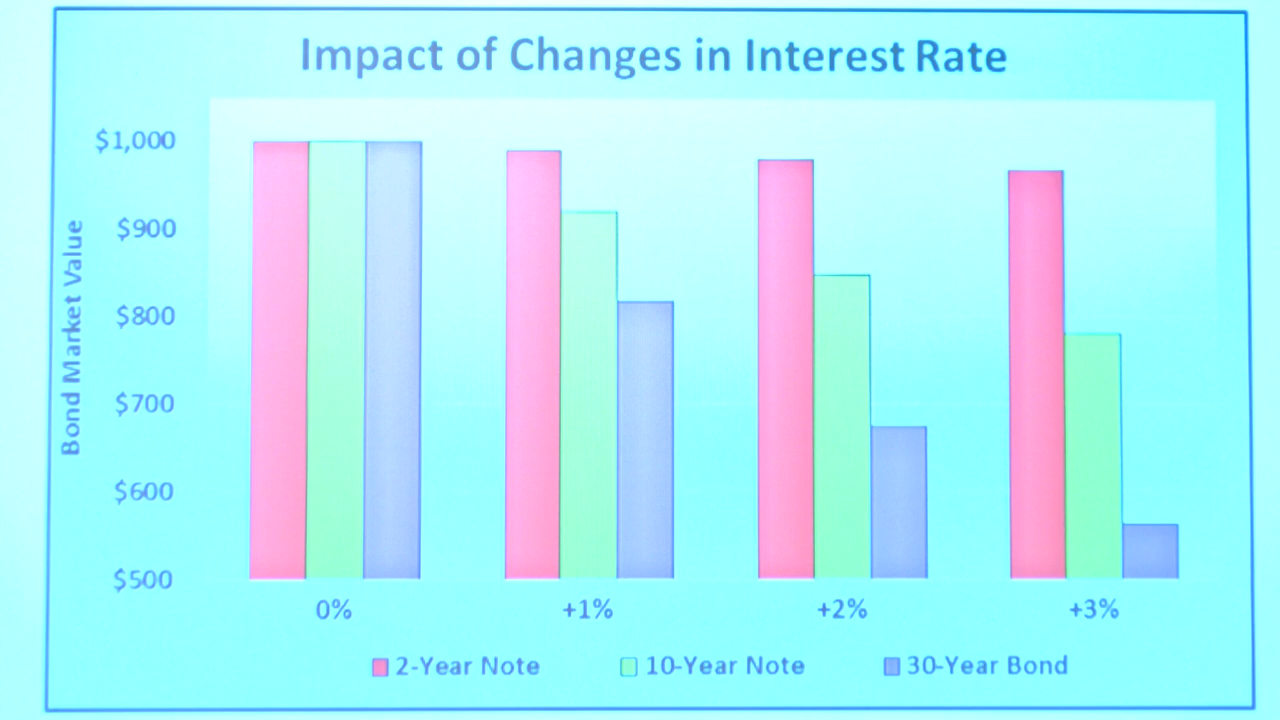 Impact of Changes in Interest Rate
Bond Market Value
$1,000
$900
$800
$700
$600
$500
0%
+1%
+2%
+3%
2-Year Note
10-Year Note
30-Year Bond